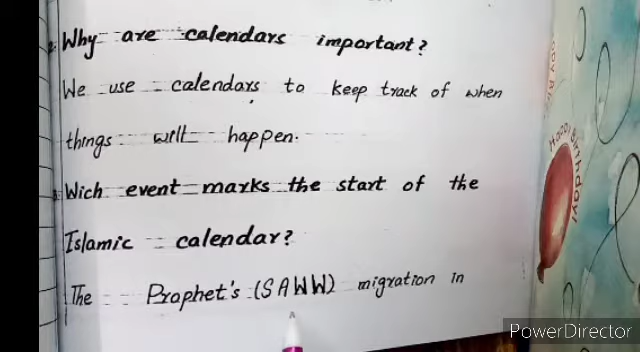 Why are calendars important?
We use calendars to keep track of when
things will happen.
Wich event marks the start of the
Islamic calendar?
The Prophet's (SAWW) migration in
Happy Birthday!
PowerDirector